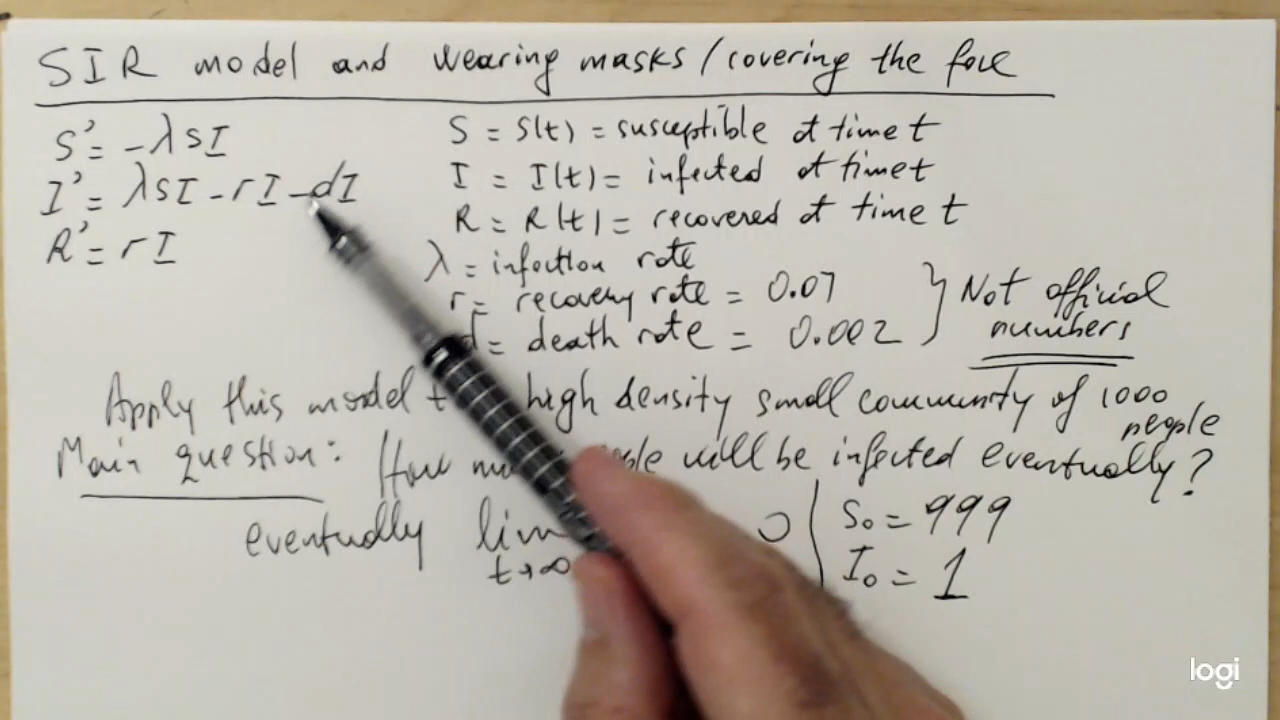 SIR model and wearing masks / covering the face
S' = -λSI
I' = λSI - rI - dI
R' = rI
S = S(t) = susceptible at time t
I = I(t) = infected at time t
R = R(t) = recovered at time t
λ = infection rate
r = recovery rate = 0.07
d = death rate = 0.002
Not official
numbers
Apply this model high density small community of 1000
people
Main question: How people will be infected eventually?
eventually lim
t→∞
S₀ = 999
I₀ = 1
logi